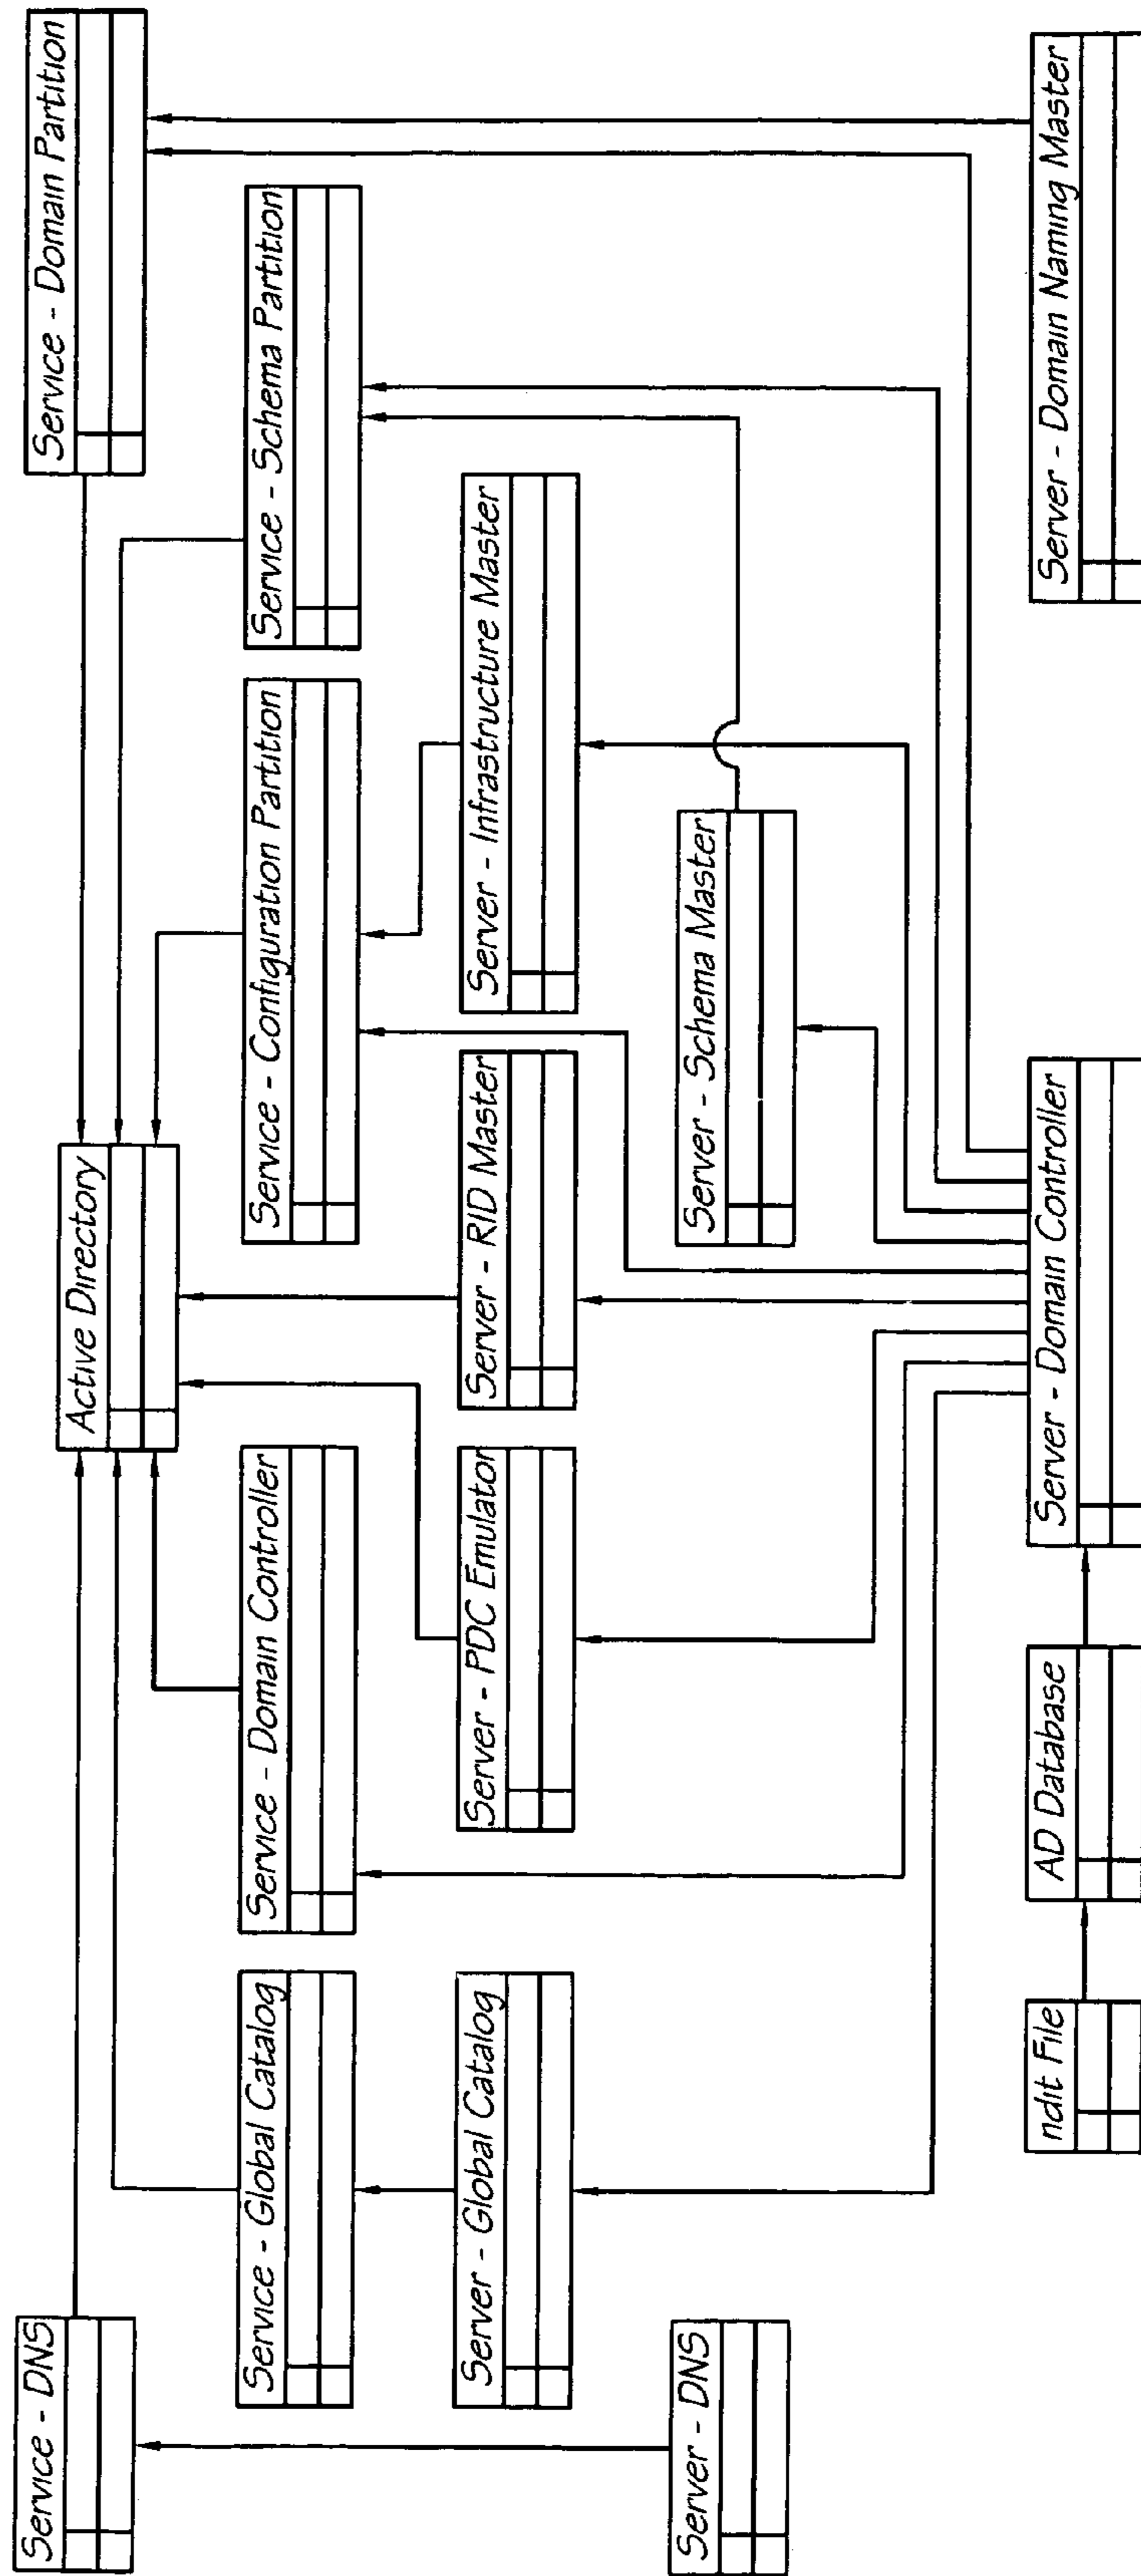 Service - DNS
Active Directory
Service - Domain Partition
Service - Global Catalog
Service - Domain Controller
Service - Configuration Partition
Service - Schema Partition
Server - Global Catalog
Server - PDC Emulator
Server - RID Master
Server - Infrastructure Master
Server - DNS
Server - Schema Master
ndit File
AD Database
Server - Domain Controller
Server - Domain Naming Master